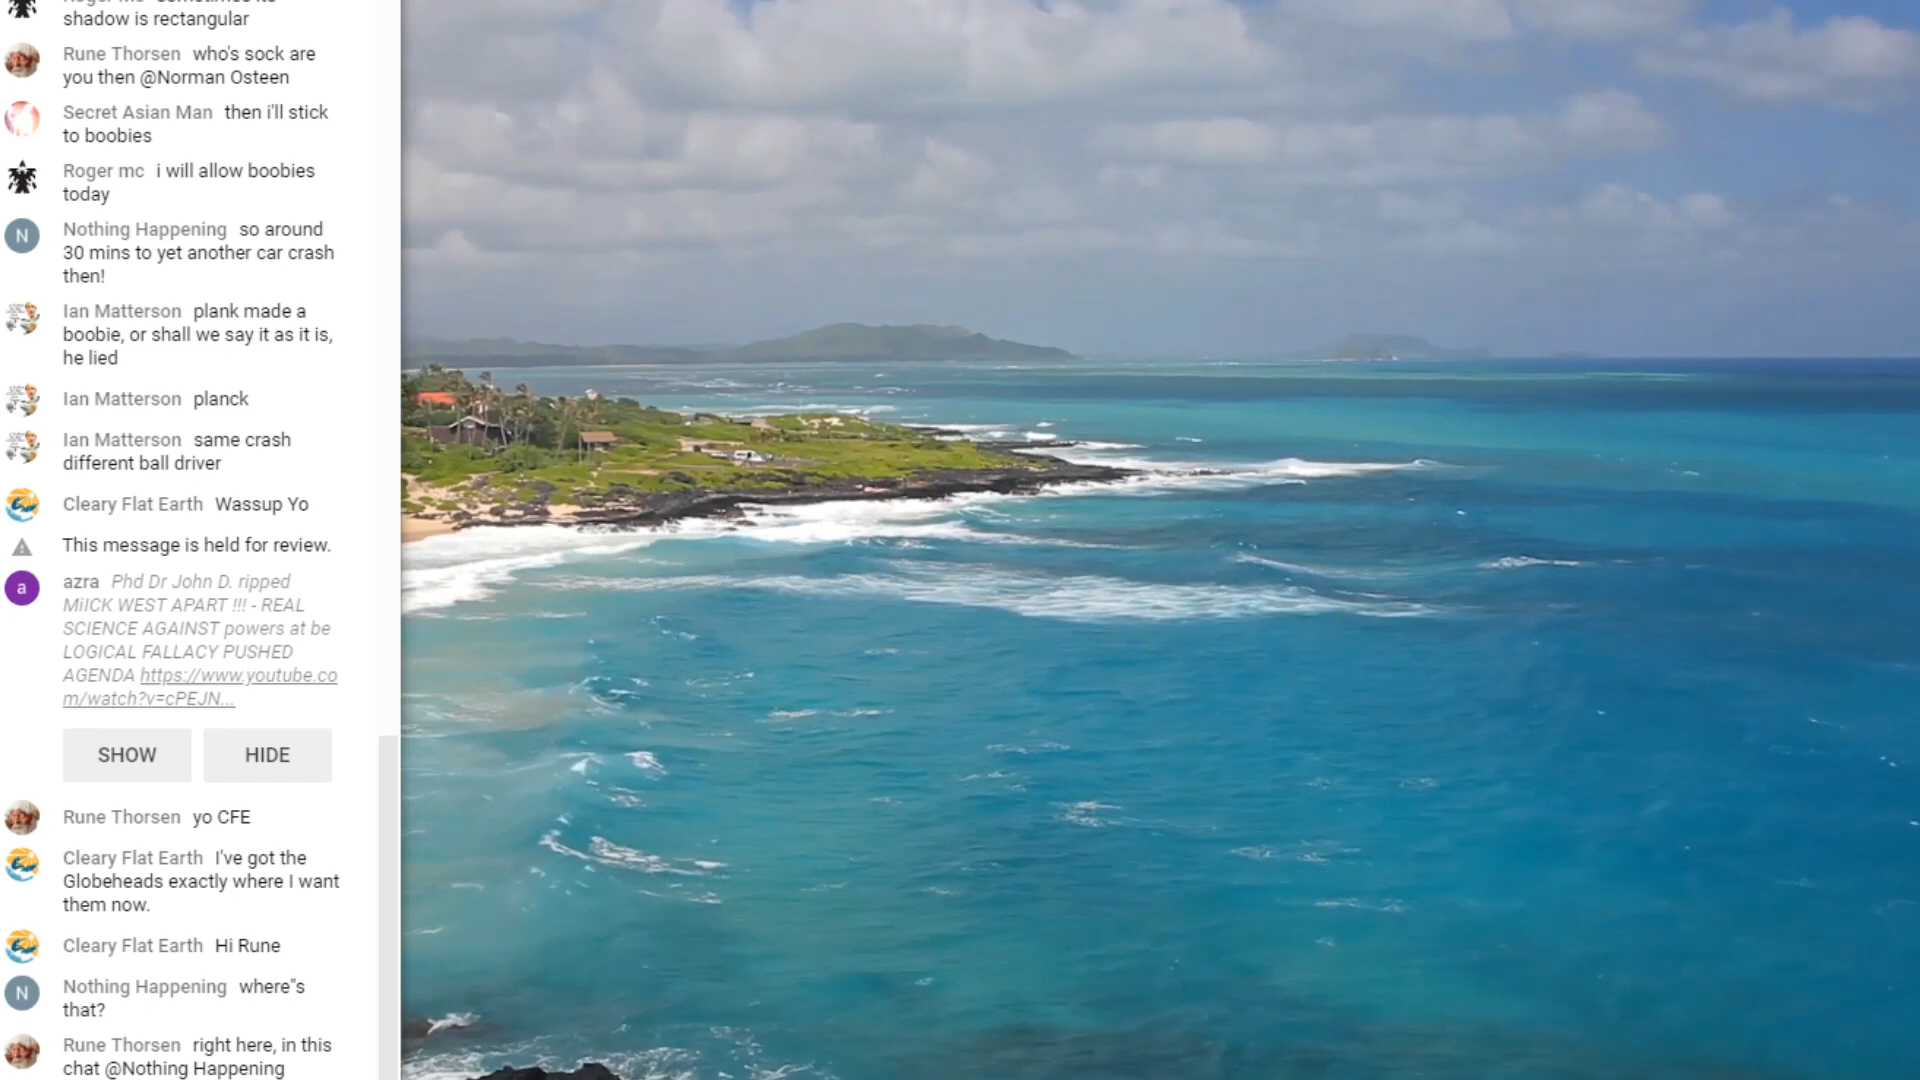 shadow is rectangular
Rune Thorsen who's sock are
you then @Norman Osteen
Secret Asian Man then i'll stick
to boobies
Roger mc i will allow boobies
today
N
Nothing Happening so around
30 mins to yet another car crash
then!
Ian Matterson plank made a
boobie, or shall we say it as it is,
he lied
Ian Matterson planck
Ian Matterson same crash
different ball driver
Cleary Flat Earth Wassup Yo
This message is held for review.
a
azra Phd Dr John D. ripped
MiICK WEST APART !!! - REAL
SCIENCE AGAINST powers at be
LOGICAL FALLACY PUSHED
AGENDA https://www.youtube.co
m/watch?v=cPEJN...
SHOW HIDE
Rune Thorsen yo CFE
Cleary Flat Earth I've got the
Globeheads exactly where I want
them now.
Cleary Flat Earth Hi Rune
N
Nothing Happening where"s
that?
Rune Thorsen right here, in this
chat @Nothing Happening